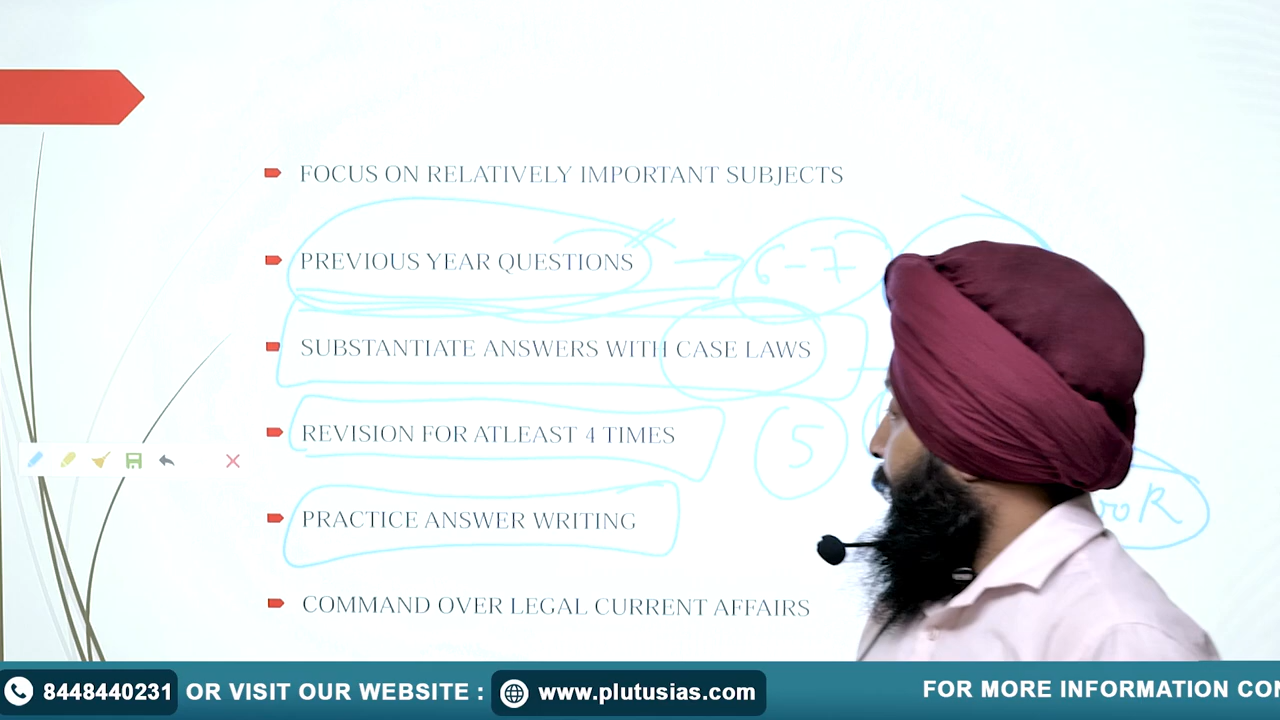 FOCUS ON RELATIVELY IMPORTANT SUBJECTS
PREVIOUS YEAR QUESTIONS 6-7
SUBSTANTIATE ANSWERS WITH CASE LAWS
REVISION FOR ATLEAST 4 TIMES 5
PRACTICE ANSWER WRITING
COMMAND OVER LEGAL CURRENT AFFAIRS
8448440231 OR VISIT OUR WEBSITE : www.plutusias.com FOR MORE INFORMATION CON